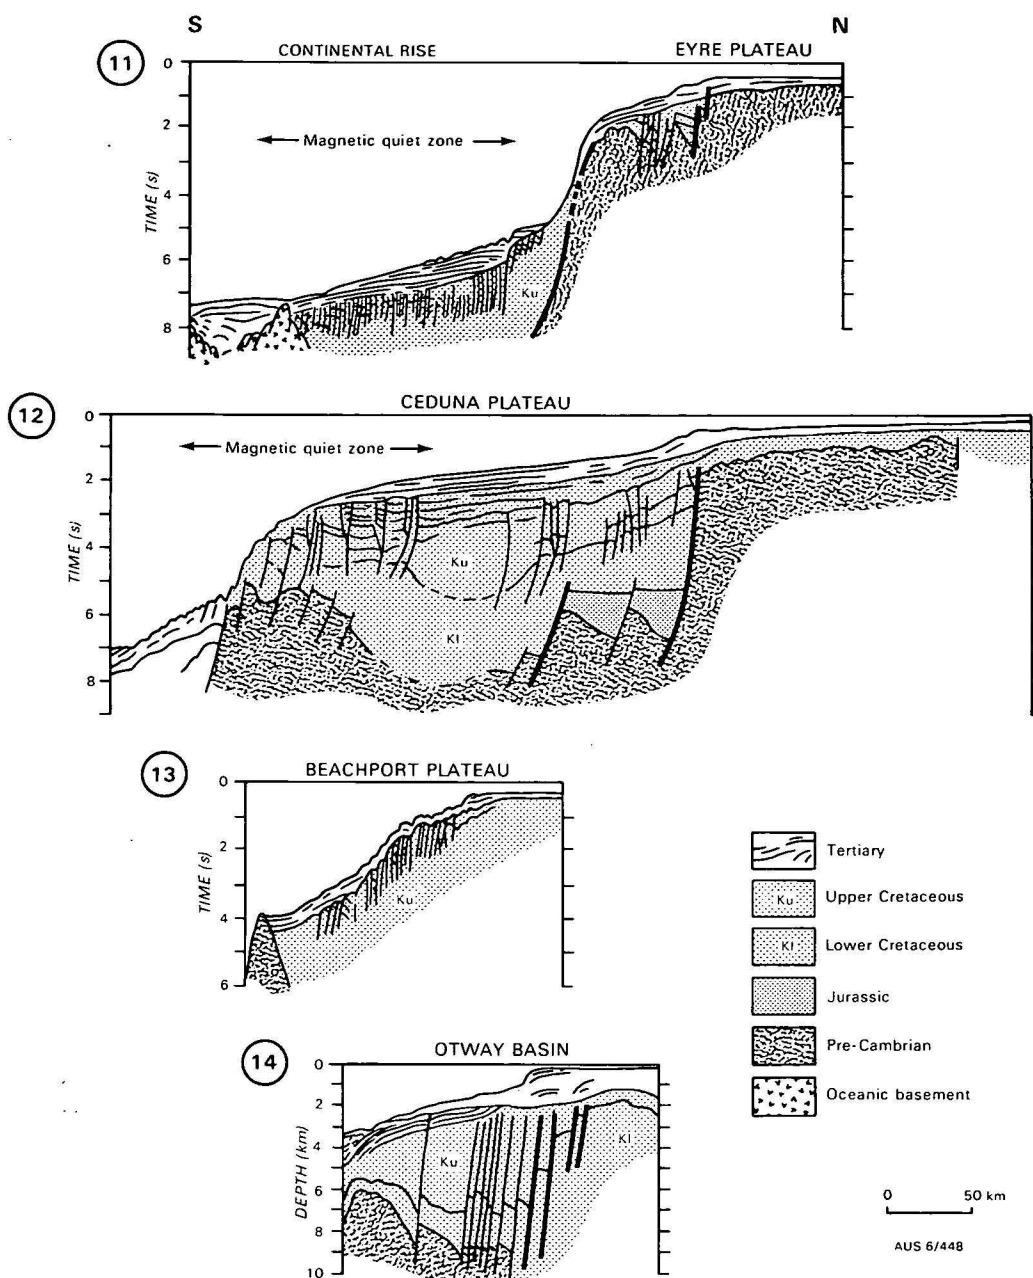 S
N
11
CONTINENTAL RISE
EYRE PLATEAU
Magnetic quiet zone
TIME (s)
0
2
4
6
8
Ku
12
CEDUNA PLATEAU
Magnetic quiet zone
TIME (s)
0
2
4
6
8
Ku
Kl
13
BEACHPORT PLATEAU
TIME (s)
0
2
4
6
Ku
14
OTWAY BASIN
DEPTH (km)
0
2
4
6
8
10
Ku
Kl
Tertiary
Ku Upper Cretaceous
Kl Lower Cretaceous
Jurassic
Pre-Cambrian
Oceanic basement
0 50 km
AUS 6/448